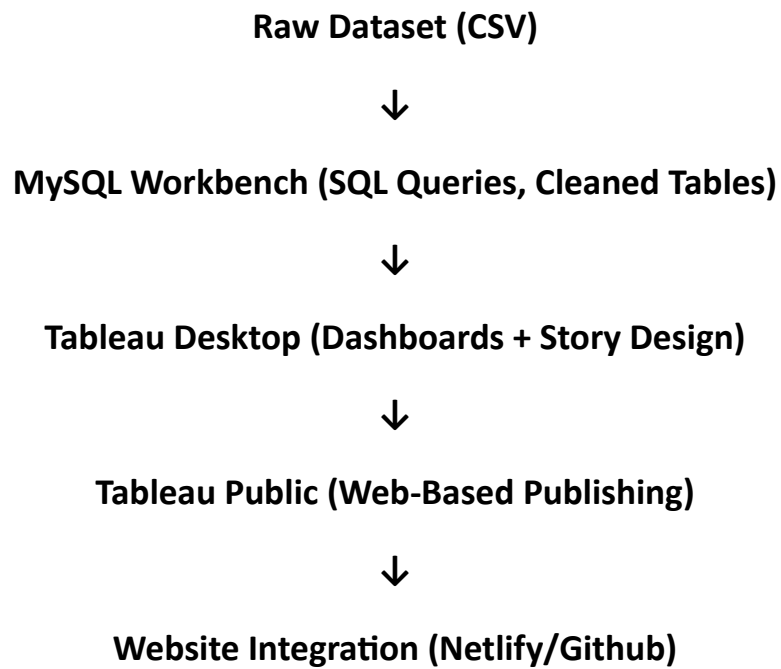 Raw Dataset (CSV)
↓
MySQL Workbench (SQL Queries, Cleaned Tables)
↓
Tableau Desktop (Dashboards + Story Design)
↓
Tableau Public (Web-Based Publishing)
↓
Website Integration (Netlify/Github)